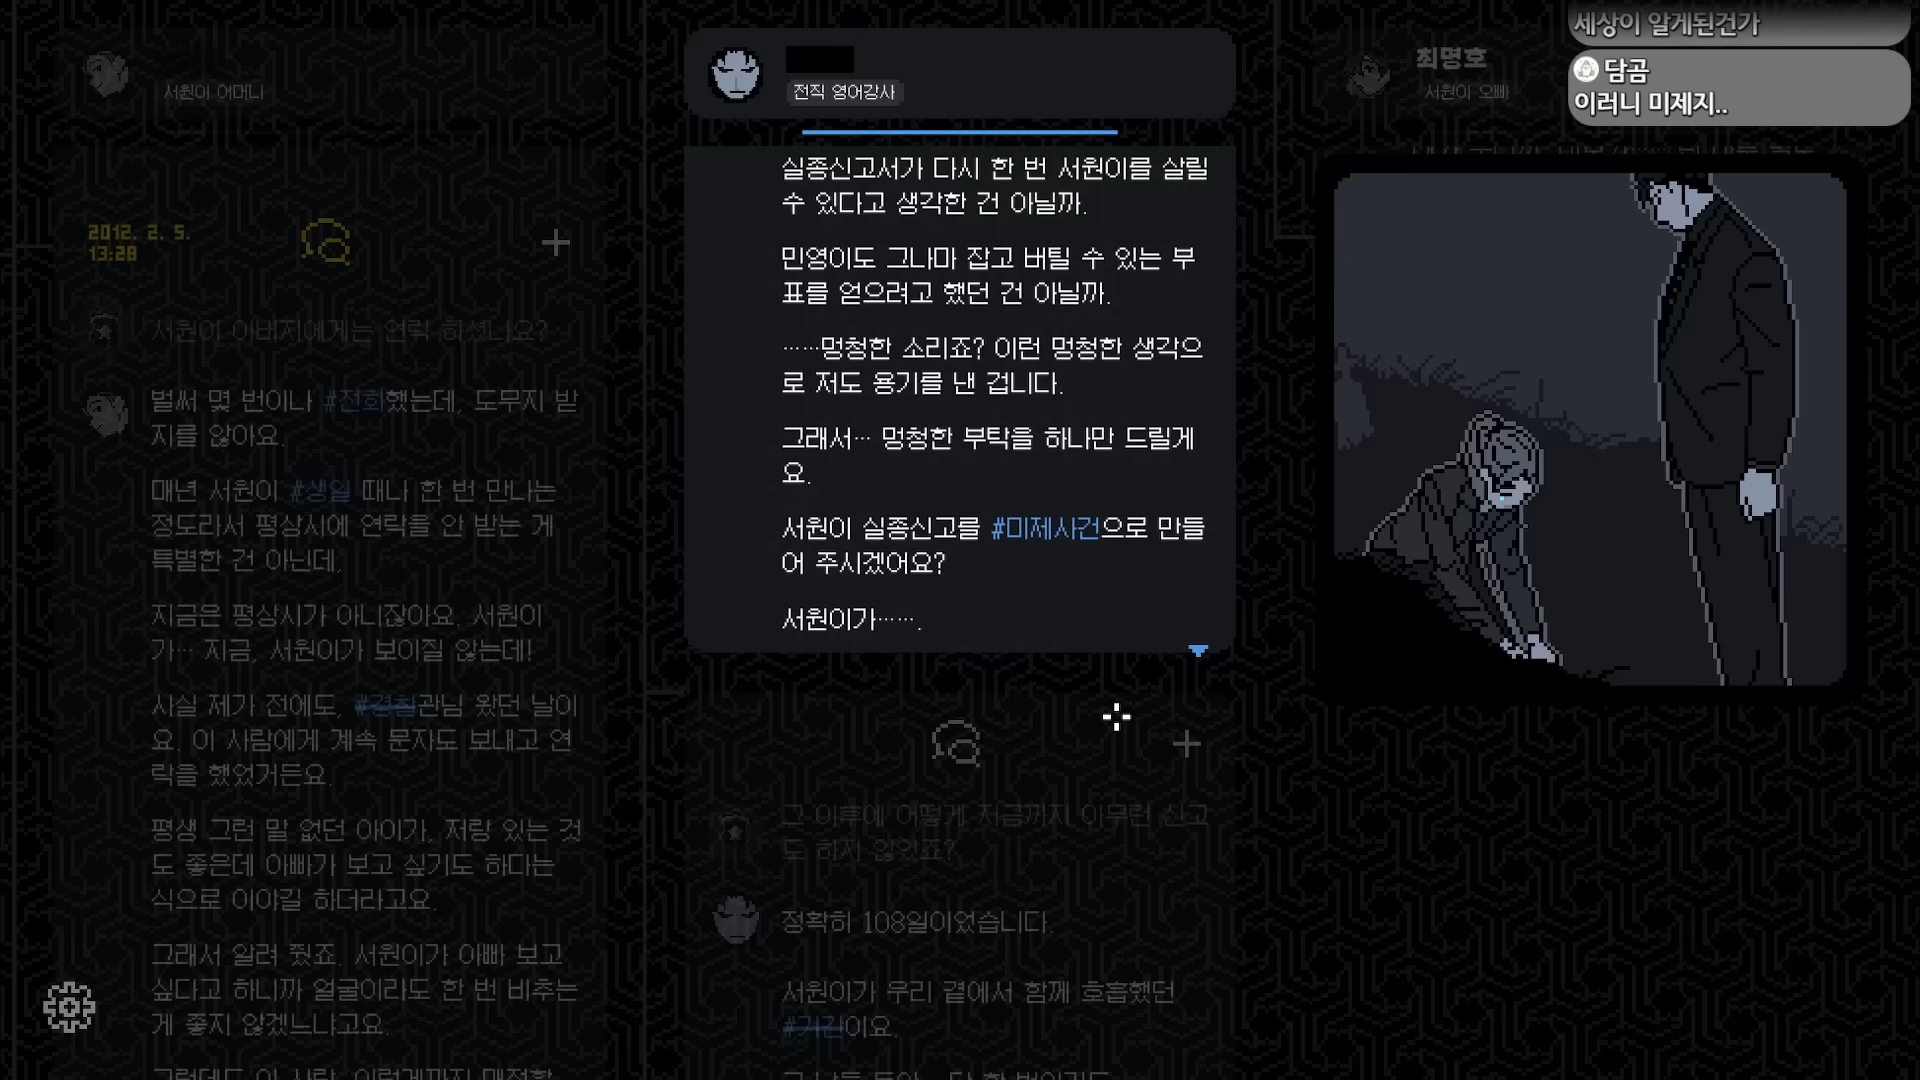 서원이 어머니
2012. 2. 5.
13:28
서원이 아버지에게는 연락 하셨나요?
벌써 몇 번이나 #전화했는데, 도무지 받
지를 않아요.
매년 서원이 #생일 때나 한 번 만나는
정도라서 평상시에 연락을 안 받는 게
특별한 건 아닌데,
지금은 평상시가 아니잖아요. 서원이
가… 지금, 서원이가 보이질 않는데!
사실 제가 전에도, #경찰관님 왔던 날이
요. 이 사람에게 계속 문자도 보내고 연
락을 했었거든요.
평생 그런 말 없던 아이가, 저랑 있는 것
도 좋은데 아빠가 보고 싶기도 하다는
식으로 이야길 하더라고요.
그래서 알려 줬죠. 서원이가 아빠 보고
싶다고 하니까 얼굴이라도 한 번 비추는
게 좋지 않겠느냐고요.
전직 영어강사
실종신고서가 다시 한 번 서원이를 살릴
수 있다고 생각한 건 아닐까.
민영이도 그나마 잡고 버틸 수 있는 부
표를 얻으려고 했던 건 아닐까.
……멍청한 소리죠? 이런 멍청한 생각으
로 저도 용기를 낸 겁니다.
그래서… 멍청한 부탁을 하나만 드릴게
요.
서원이 실종신고를 #미제사건으로 만들
어 주시겠어요?
서원이가…….
그 이후에 어떻게 지금까지 아무런 신고
도 하지 않았죠?
정확히 108일이었습니다.
서원이가 우리 곁에서 함께 호흡했던
#기간이요.
최명호
서원이 오빠
세상이 알게된건가
담곰
이러니 미제지..